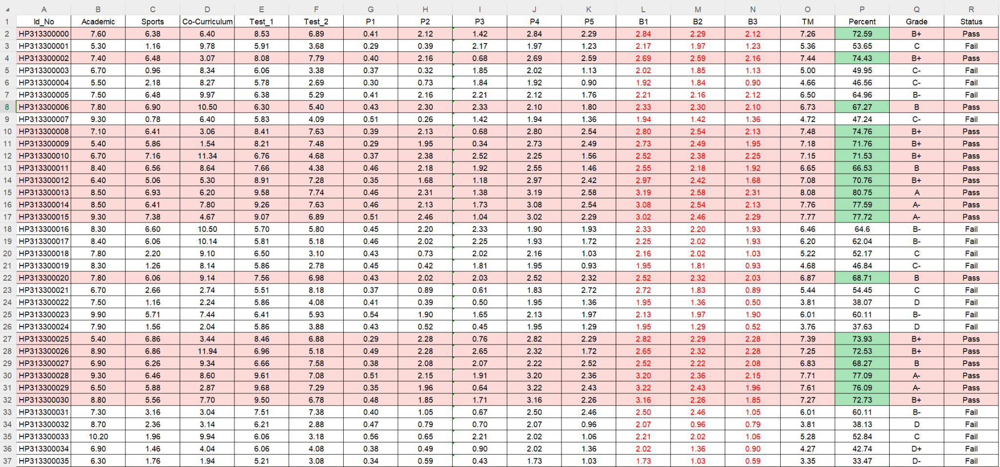 A B C D E F G H I J K L M N O P Q R
1 Id_No Academic Sports Co-Curriculum Test_1 Test_2 P1 P2 P3 P4 P5 B1 B2 B3 TM Percent Grade Status
2 HP313300000 7.60 6.38 6.40 8.53 6.89 0.41 2.12 1.42 2.84 2.29 2.84 2.29 2.12 7.26 72.59 B+ Pass
3 HP313300001 5.30 1.16 9.78 5.91 3.68 0.29 0.39 2.17 1.97 1.23 2.17 1.97 1.23 5.36 53.65 C Fail
4 HP313300002 7.40 6.48 3.07 8.08 7.79 0.40 2.16 0.68 2.69 2.59 2.69 2.59 2.16 7.44 74.43 B+ Pass
5 HP313300003 6.70 0.96 8.34 6.06 3.38 0.37 0.32 1.85 2.02 1.13 2.02 1.85 1.13 5.00 49.95 C- Fail
6 HP313300004 5.50 2.18 8.27 5.78 2.69 0.30 0.73 1.84 1.92 0.90 1.92 1.84 0.90 4.66 46.56 C- Fail
7 HP313300005 7.50 6.48 9.97 6.38 5.29 0.41 2.16 2.21 2.12 1.76 2.21 2.16 2.12 6.50 64.96 B- Fail
8 HP313300006 7.80 6.90 10.50 6.30 5.40 0.43 2.30 2.33 2.10 1.80 2.33 2.30 2.10 6.73 67.27 B Pass
9 HP313300007 9.30 0.78 6.40 5.83 4.09 0.51 0.26 1.42 1.94 1.36 1.94 1.42 1.36 4.72 47.24 C- Fail
10 HP313300008 7.10 6.41 3.06 8.41 7.63 0.39 2.13 0.68 2.80 2.54 2.80 2.54 2.13 7.48 74.76 B+ Pass
11 HP313300009 5.40 5.86 1.54 8.21 7.48 0.29 1.95 0.34 2.73 2.49 2.73 2.49 1.95 7.18 71.76 B+ Pass
12 HP313300010 6.70 7.16 11.34 6.76 4.68 0.37 2.38 2.52 2.25 1.56 2.52 2.38 2.25 7.15 71.53 B+ Pass
13 HP313300011 8.40 6.56 8.64 7.66 4.38 0.46 2.18 1.92 2.55 1.46 2.55 2.18 1.92 6.65 66.53 B Pass
14 HP313300012 6.40 5.06 5.30 8.91 7.28 0.35 1.68 1.18 2.97 2.42 2.97 2.42 1.68 7.08 70.76 B+ Pass
15 HP313300013 8.50 6.93 6.20 9.58 7.74 0.46 2.31 1.38 3.19 2.58 3.19 2.58 2.31 8.08 80.75 A Pass
16 HP313300014 8.50 6.41 7.80 9.26 7.63 0.46 2.13 1.73 3.08 2.54 3.08 2.54 2.13 7.76 77.59 A- Pass
17 HP313300015 9.30 7.38 4.67 9.07 6.89 0.51 2.46 1.04 3.02 2.29 3.02 2.46 2.29 7.77 77.72 A- Pass
18 HP313300016 8.30 6.60 10.50 5.70 5.80 0.45 2.20 2.33 1.90 1.93 2.33 2.20 1.93 6.46 64.6 B- Fail
19 HP313300017 8.40 6.06 10.14 5.81 5.18 0.46 2.02 2.25 1.93 1.72 2.25 2.02 1.93 6.20 62.04 B- Fail
20 HP313300018 7.80 2.20 9.10 6.50 3.10 0.43 0.73 2.02 2.16 1.03 2.16 2.02 1.03 5.22 52.17 C Fail
21 HP313300019 8.30 1.26 8.14 5.86 2.78 0.45 0.42 1.81 1.95 0.93 1.95 1.81 0.93 4.68 46.84 C- Fail
22 HP313300020 7.80 6.06 9.14 7.56 6.98 0.43 2.02 2.03 2.52 2.32 2.52 2.32 2.03 6.87 68.71 B Pass
23 HP313300021 6.70 2.66 2.74 5.51 8.18 0.37 0.89 0.61 1.83 2.72 2.72 1.83 0.89 5.44 54.45 C Fail
24 HP313300022 7.50 1.16 2.24 5.86 4.08 0.41 0.39 0.50 1.95 1.36 1.95 1.36 0.50 3.81 38.07 D Fail
25 HP313300023 9.90 5.71 7.44 6.41 5.93 0.54 1.90 1.65 2.13 1.97 2.13 1.97 1.90 6.01 60.11 B- Fail
26 HP313300024 7.90 1.56 2.04 5.86 3.88 0.43 0.52 0.45 1.95 1.29 1.95 1.29 0.52 3.76 37.63 D Fail
27 HP313300025 5.40 6.86 3.44 8.46 6.88 0.29 2.28 0.76 2.82 2.29 2.82 2.29 2.28 7.39 73.93 B+ Pass
28 HP313300026 8.90 6.86 11.94 6.96 5.18 0.49 2.28 2.65 2.32 1.72 2.65 2.32 2.28 7.25 72.53 B+ Pass
29 HP313300027 6.90 6.26 9.34 6.66 7.58 0.38 2.08 2.07 2.22 2.52 2.52 2.22 2.08 6.83 68.27 B Pass
30 HP313300028 9.30 6.46 8.60 9.61 7.08 0.51 2.15 1.91 3.20 2.36 3.20 2.36 2.15 7.71 77.09 A- Pass
31 HP313300029 6.50 5.88 2.87 9.68 7.29 0.35 1.96 0.64 3.22 2.43 3.22 2.43 1.96 7.61 76.09 A- Pass
32 HP313300030 8.80 5.56 7.70 9.50 6.78 0.48 1.85 1.71 3.16 2.26 3.16 2.26 1.85 7.27 72.73 B+ Pass
33 HP313300031 7.30 3.16 3.04 7.51 7.38 0.40 1.05 0.67 2.50 2.46 2.50 2.46 1.05 6.01 60.11 B- Fail
34 HP313300032 8.70 2.36 3.14 6.21 2.88 0.47 0.79 0.70 2.07 0.96 2.07 0.96 0.79 3.81 38.13 D Fail
35 HP313300033 10.20 1.96 9.94 6.06 3.18 0.56 0.65 2.21 2.02 1.06 2.21 2.02 1.06 5.28 52.84 C Fail
36 HP313300034 6.90 1.46 4.04 6.06 4.08 0.38 0.49 0.90 2.02 1.36 2.02 1.36 0.90 4.27 42.74 D+ Fail
37 HP313300035 6.30 1.76 1.94 5.21 3.08 0.34 0.59 0.43 1.73 1.03 1.73 1.03 0.59 3.35 33.47 D- Fail